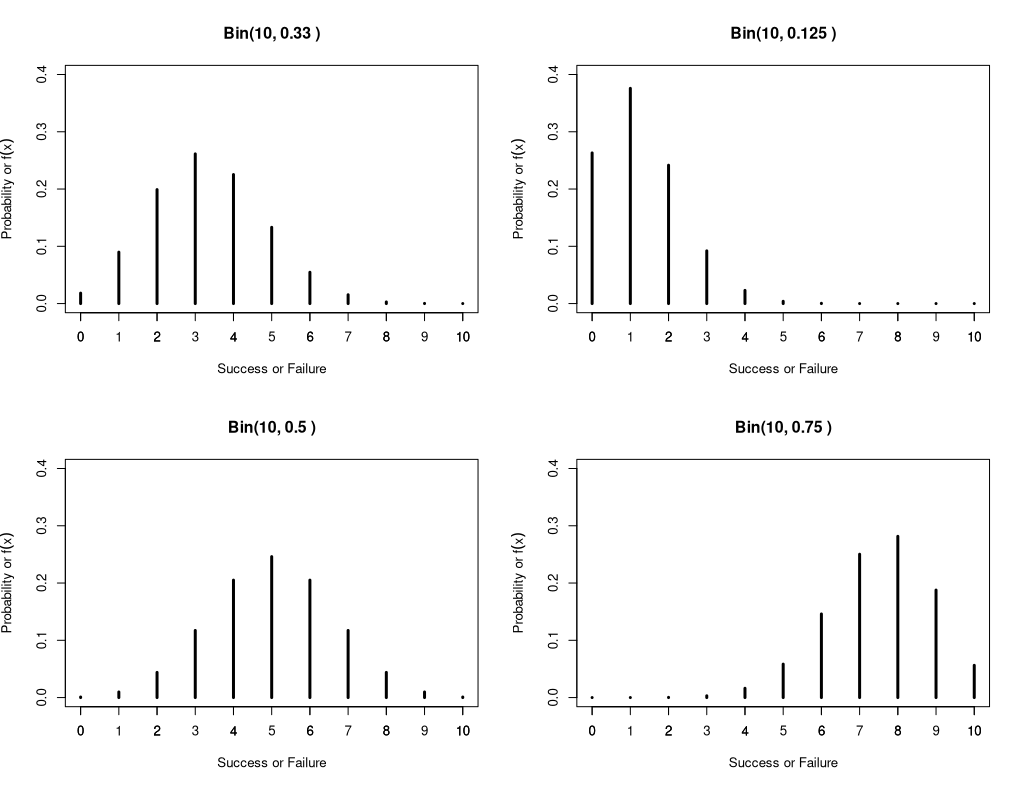 Bin(10, 0.33 )
Probability or f(x)
0.4
0.3
0.2
0.1
0.0
0 1 2 3 4 5 6 7 8 9 10
Success or Failure
Bin(10, 0.125 )
Probability or f(x)
0.4
0.3
0.2
0.1
0.0
0 1 2 3 4 5 6 7 8 9 10
Success or Failure
Bin(10, 0.5 )
Probability or f(x)
0.4
0.3
0.2
0.1
0.0
0 1 2 3 4 5 6 7 8 9 10
Success or Failure
Bin(10, 0.75 )
Probability or f(x)
0.4
0.3
0.2
0.1
0.0
0 1 2 3 4 5 6 7 8 9 10
Success or Failure